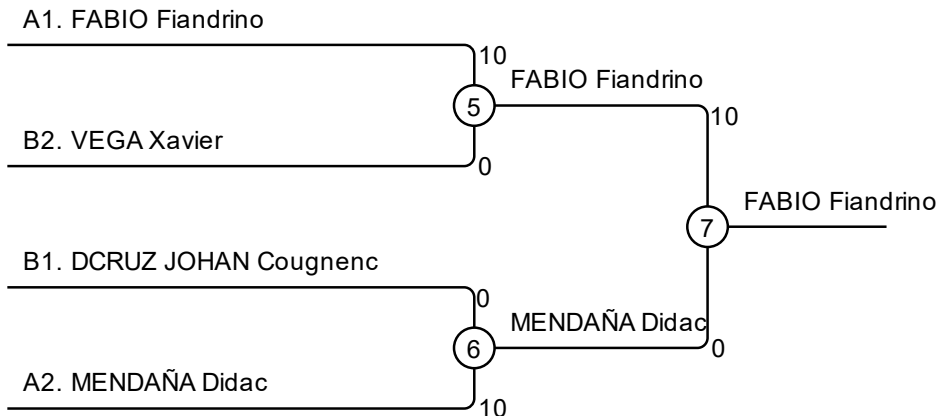 A1. FABIO Fiandrino
10
FABIO Fiandrino
5
10
B2. VEGA Xavier
0
FABIO Fiandrino
7
B1. DCRUZ JOHAN Cougnenc
0
MENDAÑA Didac
6
0
A2. MENDAÑA Didac
10